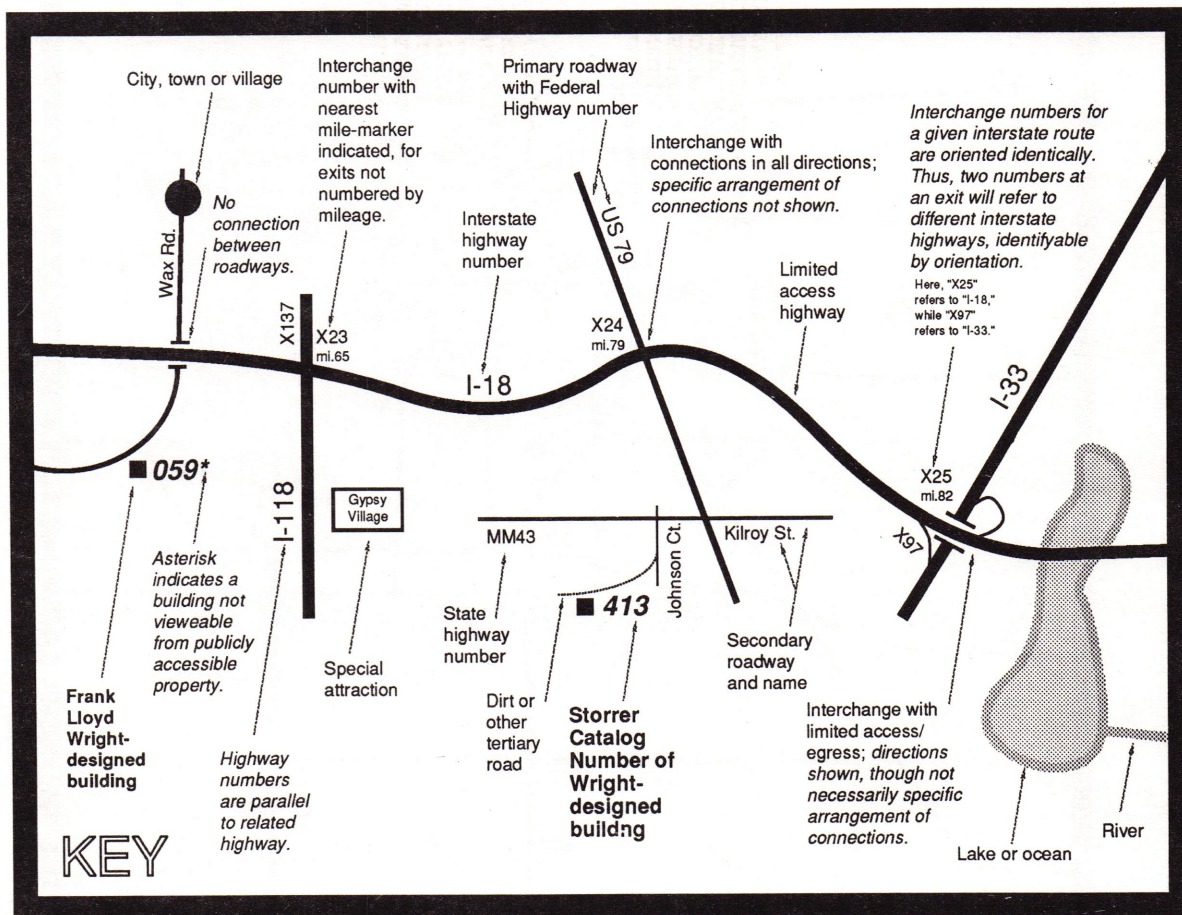 City, town or village
Wax Rd.
No
connection
between
roadways.
Interchange
number with
nearest
mile-marker
indicated, for
exits not
numbered by
mileage.
X137
X23
mi.65
Interstate
highway
number
I-18
Primary roadway
with Federal
Highway number
US 79
Interchange with
connections in all directions;
specific arrangement of
connections not shown.
X24
mi.79
Limited
access
highway
Interchange numbers for
a given interstate route
are oriented identically.
Thus, two numbers at
an exit will refer to
different interstate
highways, identifyable
by orientation.
Here, "X25"
refers to "I-18,"
while "X97"
refers to "I-33."
I-33
X25
mi.82
X97
059*
I-118
Gypsy
Village
MM43
Johnson Ct.
Kilroy St.
413
Asterisk
indicates a
building not
vieweable
from publicly
accessible
property.
Frank
Lloyd
Wright-
designed
building
Highway
numbers
are parallel
to related
highway.
Special
attraction
State
highway
number
Dirt or
other
tertiary
road
Storrer
Catalog
Number of
Wright-
designed
building
Secondary
roadway
and name
Interchange with
limited access/
egress; directions
shown, though not
necessarily specific
arrangement of
connections.
Lake or ocean
River
KEY